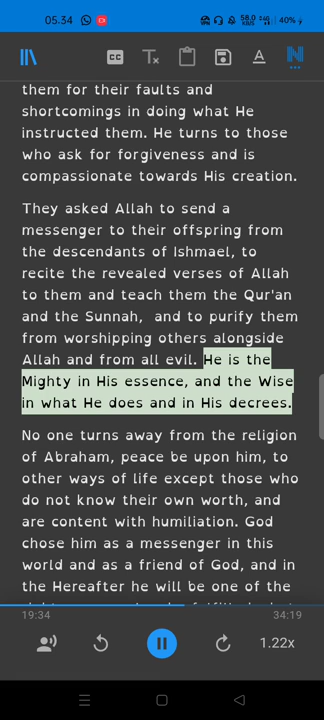 05.34
58.0 KB/s
40%
CC
T
A
N
them for their faults and
shortcomings in doing what He
instructed them. He turns to those
who ask for forgiveness and is
compassionate towards His creation.
They asked Allah to send a
messenger to their offspring from
the descendants of Ishmael, to
recite the revealed verses of Allah
to them and teach them the Qur'an
and the Sunnah,  and to purify them
from worshipping others alongside
Allah and from all evil. He is the
Mighty in His essence, and the Wise
in what He does and in His decrees.
No one turns away from the religion
of Abraham, peace be upon him, to
other ways of life except those who
do not know their own worth, and
are content with humiliation. God
chose him as a messenger in this
world and as a friend of God, and in
the Hereafter he will be one of the
19:34
34:19
1.22x